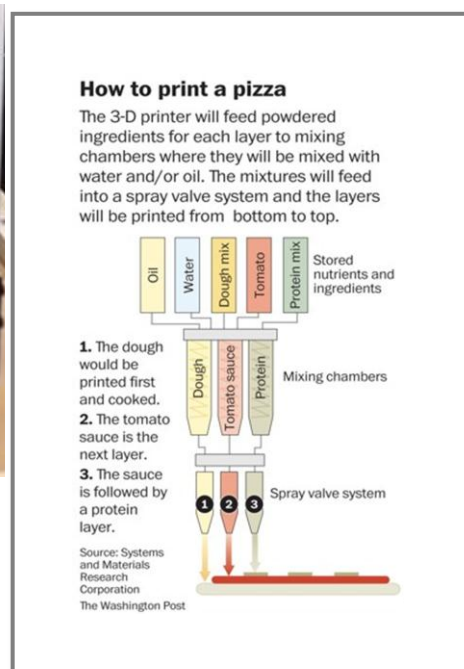 How to print a pizza
The 3-D printer will feed powdered
ingredients for each layer to mixing
chambers where they will be mixed with
water and/or oil. The mixtures will feed
into a spray valve system and the layers
will be printed from bottom to top.
Oil
Water
Dough mix
Tomato
Protein mix
Stored
nutrients and
ingredients
1. The dough
would be
printed first
and cooked.
2. The tomato
sauce is the
next layer.
3. The sauce
is followed by
a protein
layer.
Dough
Tomato sauce
Protein
Mixing chambers
1
2
3
Spray valve system
Source: Systems
and Materials
Research
Corporation
The Washington Post